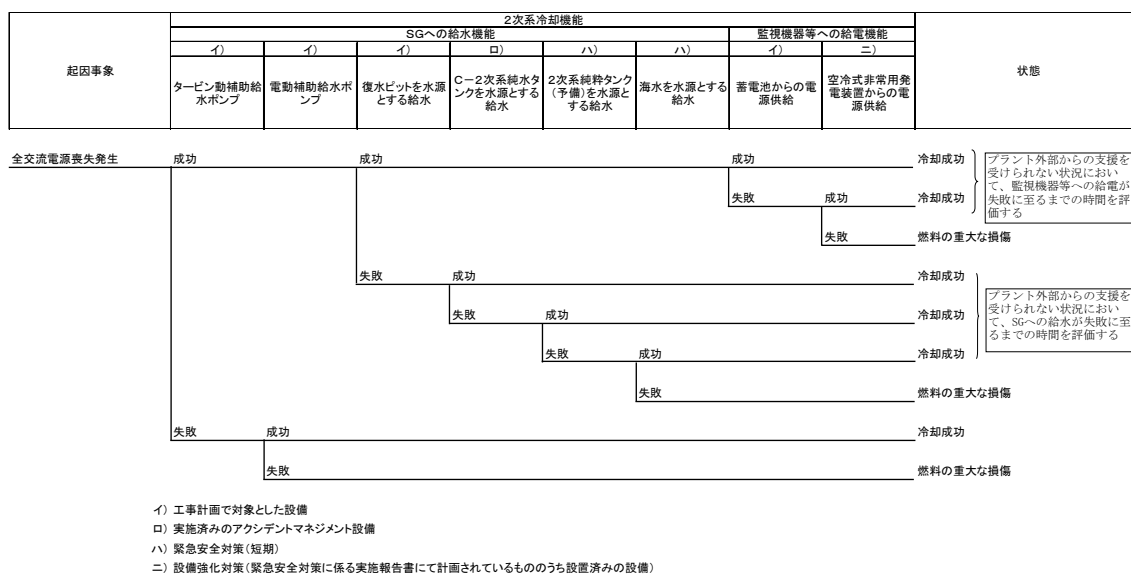 起因事象
2次系冷却機能
状態
SGへの給水機能
監視機器等への給電機能
イ)
イ)
イ)
ロ)
ハ)
ハ)
イ)
ニ)
タービン動補助給
水ポンプ
電動補助給水ポ
ンプ
復水ピットを水源
とする給水
C-2次系純水タ
ンクを水源とする
給水
2次系純粋タンク
(予備)を水源と
する給水
海水を水源とする
給水
蓄電池からの電
源供給
空冷式非常用発
電装置からの電
源供給
全交流電源喪失発生
成功
成功
成功
冷却成功
失敗
成功
冷却成功
失敗
燃料の重大な損傷
プラント外部からの支援を
受けられない状況におい
て、監視機器等への給電が
失敗に至るまでの時間を評
価する
失敗
成功
冷却成功
失敗
成功
冷却成功
失敗
成功
冷却成功
失敗
燃料の重大な損傷
プラント外部からの支援を
受けられない状況におい
て、SGへの給水が失敗に至
るまでの時間を評価する
失敗
成功
冷却成功
失敗
燃料の重大な損傷
イ) 工事計画で対象とした設備
ロ) 実施済みのアクシデントマネジメント設備
ハ) 緊急安全対策(短期)
ニ) 設備強化対策(緊急安全対策に係る実施報告書にて計画されているもののうち設置済みの設備)